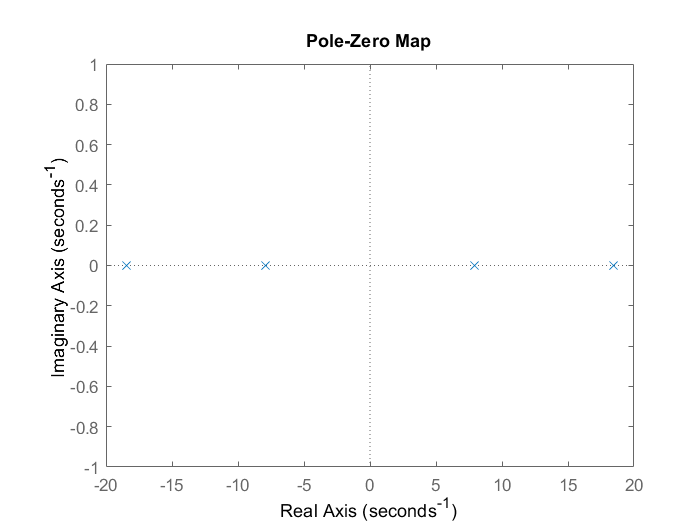 Pole-Zero Map
1
0.8
0.6
0.4
0.2
0
-0.2
-0.4
-0.6
-0.8
-1
Imaginary Axis (seconds-1)
-20 -15 -10 -5 0 5 10 15 20
Real Axis (seconds-1)